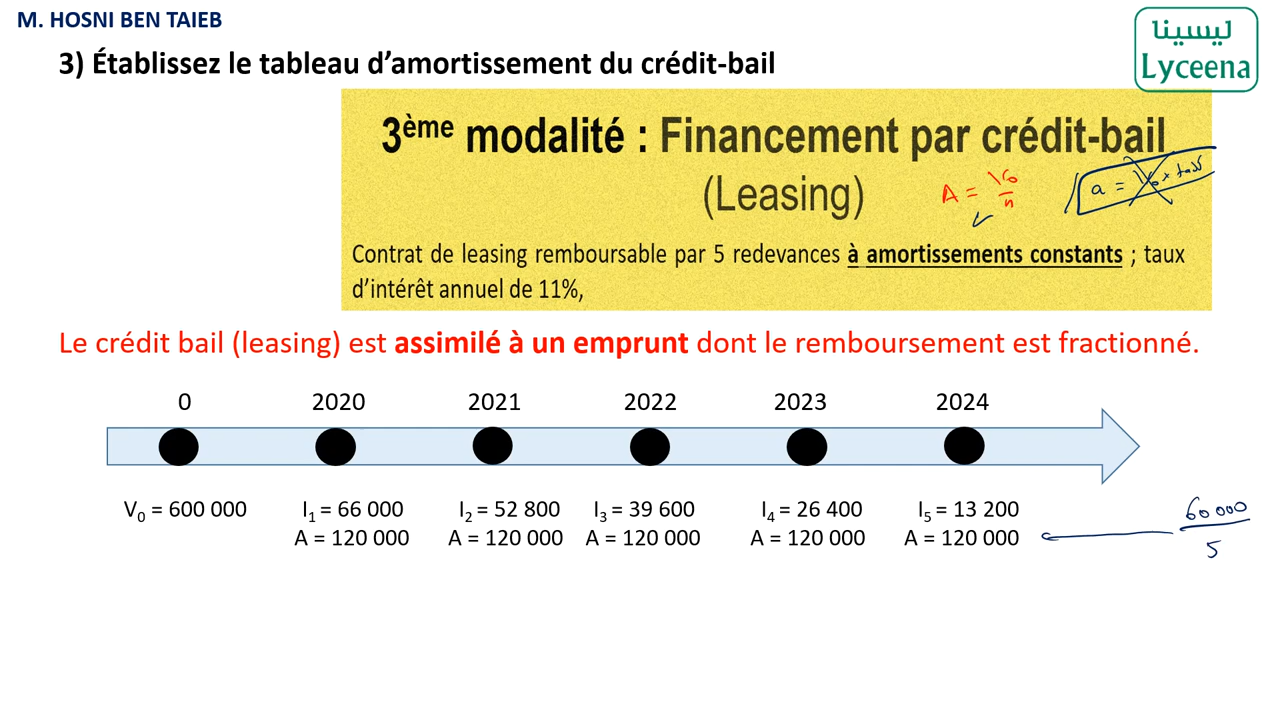 M. HOSNI BEN TAIEB
ليسينا
Lyceena
3) Établissez le tableau d’amortissement du crédit-bail
3ème modalité : Financement par crédit-bail
(Leasing)
A = V0/n
a = V0 × taux
Contrat de leasing remboursable par 5 redevances à amortissements constants ; taux
d’intérêt annuel de 11%,
Le crédit bail (leasing) est assimilé à un emprunt dont le remboursement est fractionné.
0 2020 2021 2022 2023 2024
V0 = 600 000 I1 = 66 000 I2 = 52 800 I3 = 39 600 I4 = 26 400 I5 = 13 200
A = 120 000 A = 120 000 A = 120 000 A = 120 000 A = 120 000
60 000
5